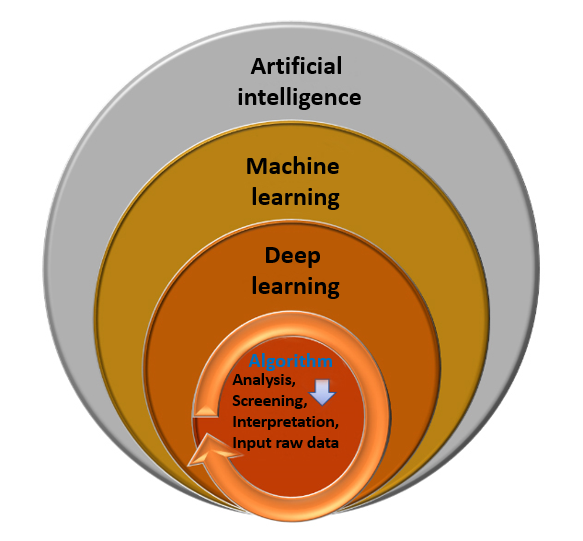 Artificial
intelligence
Machine
learning
Deep
learning
Algorithm
Analysis,
Screening,
Interpretation,
Input raw data